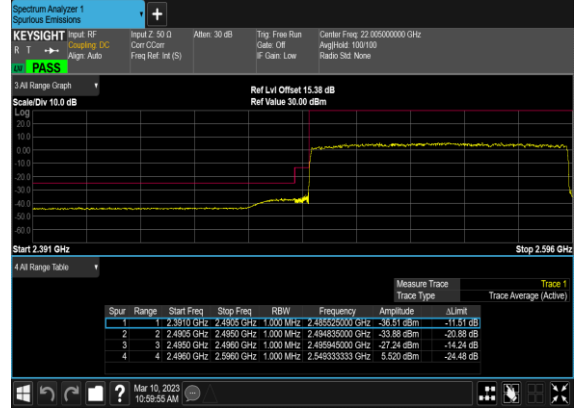 Spectrum Analyzer 1
Spurious Emissions
KEYSIGHT Input: RF Input Z: 50 Ω Atten: 30 dB Trig: Free Run Center Freq: 22.005000000 GHz
R T Coupling: DC Corr CCorr Gate: Off Avg|Hold: 100/100
Align: Auto Freq Ref: Int (S) IF Gain: Low Radio Std: None
PASS
3 All Range Graph
Ref Lvl Offset 15.38 dB
Scale/Div 10.0 dB Ref Value 30.00 dBm
Log
20.0
10.0
0.00
-10.0
-20.0
-30.0
-40.0
-50.0
-60.0
Start 2.391 GHz Stop 2.596 GHz
4 All Range Table
Measure Trace Trace 1
Trace Type Trace Average (Active)
Spur Range Start Freq Stop Freq RBW Frequency Amplitude ΔLimit
1 1 2.3910 GHz 2.4905 GHz 1.000 MHz 2.485525000 GHz -36.51 dBm -11.51 dB
2 2 2.4905 GHz 2.4950 GHz 1.000 MHz 2.494835000 GHz -33.88 dBm -20.88 dB
3 3 2.4950 GHz 2.4960 GHz 1.000 MHz 2.495945000 GHz -27.24 dBm -14.24 dB
4 4 2.4960 GHz 2.5960 GHz 1.000 MHz 2.549333333 GHz 5.520 dBm -24.48 dB
? Mar 10, 2023
10:59:55 AM